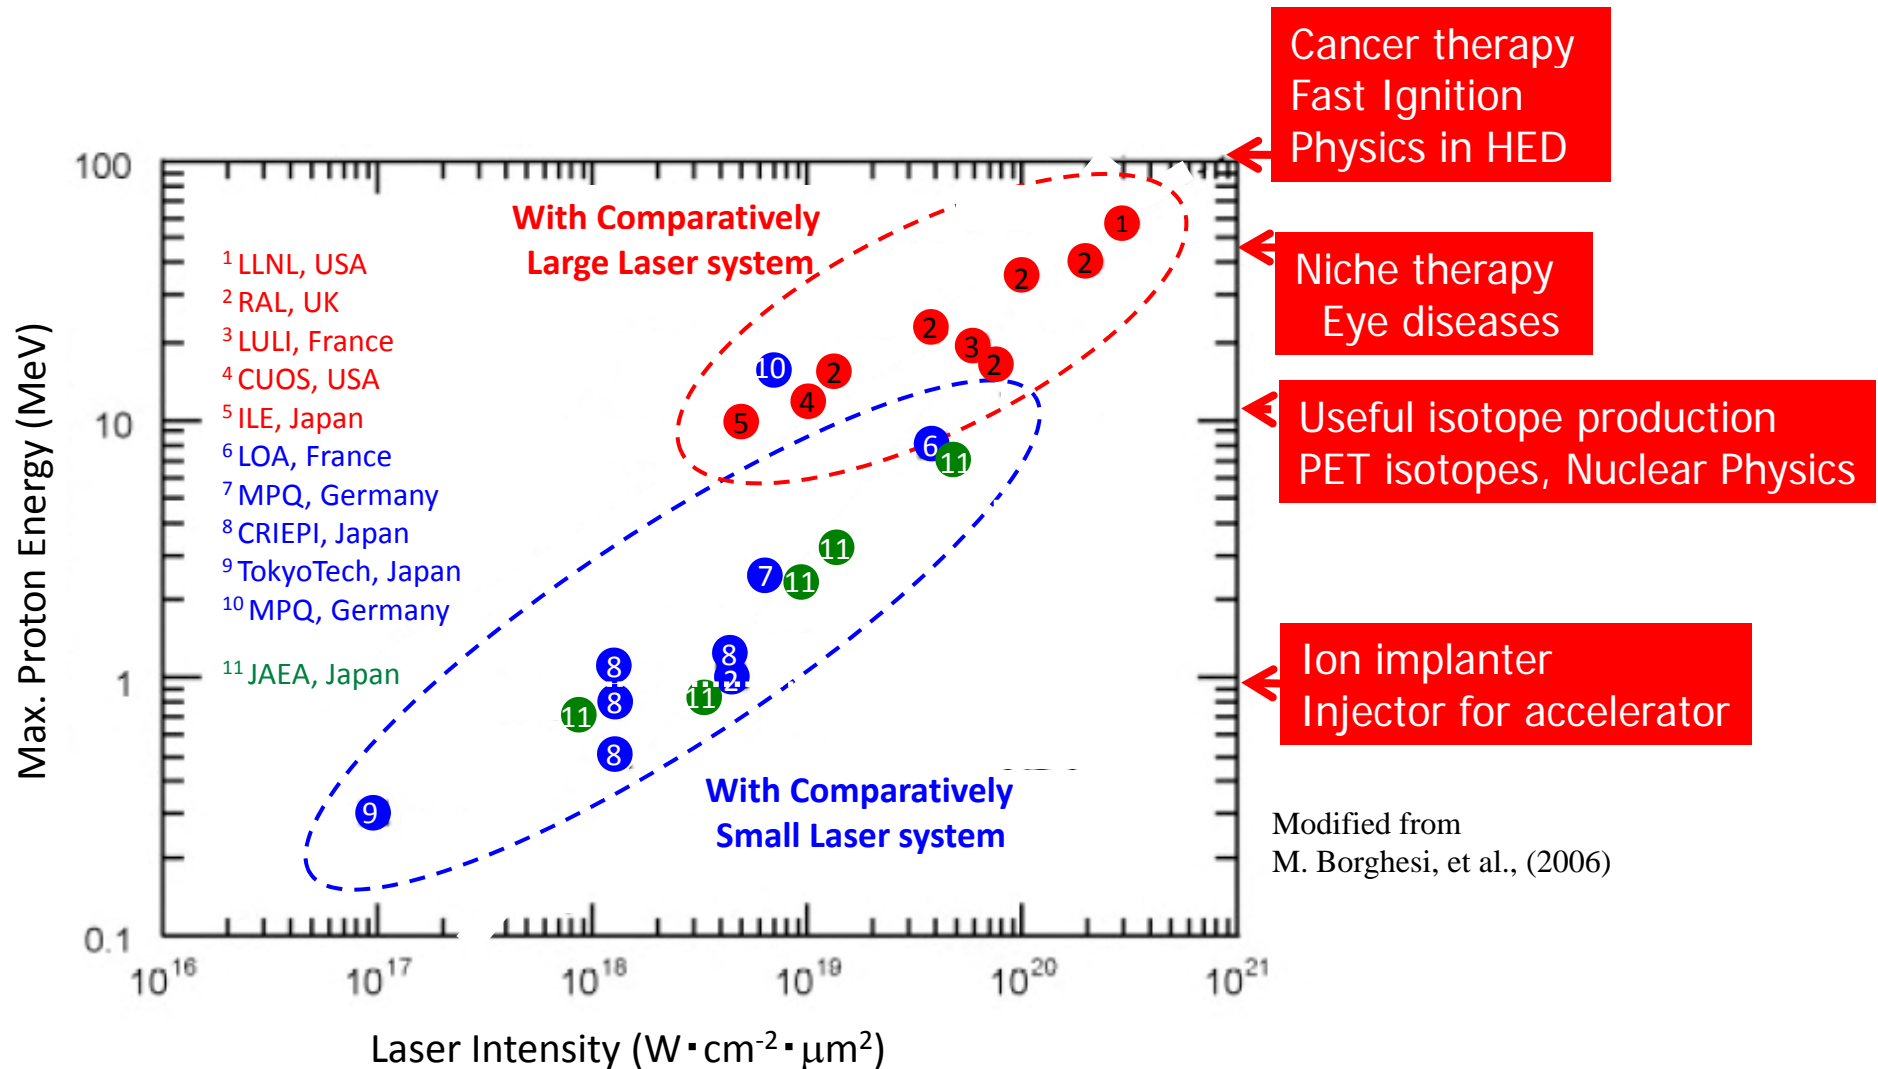 Cancer therapy
Fast Ignition
Physics in HED
Niche therapy
Eye diseases
Useful isotope production
PET isotopes, Nuclear Physics
Ion implanter
Injector for accelerator
Modified from
M. Borghesi, et al., (2006)
With Comparatively
Large Laser system
With Comparatively
Small Laser system
1 LLNL, USA
2 RAL, UK
3 LULI, France
4 CUOS, USA
5 ILE, Japan
6 LOA, France
7 MPQ, Germany
8 CRIEPI, Japan
9 TokyoTech, Japan
10 MPQ, Germany
11 JAEA, Japan
Max. Proton Energy (MeV)
100
10
1
0.1
1
2
2
2
3
2
10
2
4
5
6
11
11
7
11
8
8
2
11
8
11
8
9
10^16
10^17
10^18
10^19
10^20
10^21
Laser Intensity (W･cm^-2･μm^2)